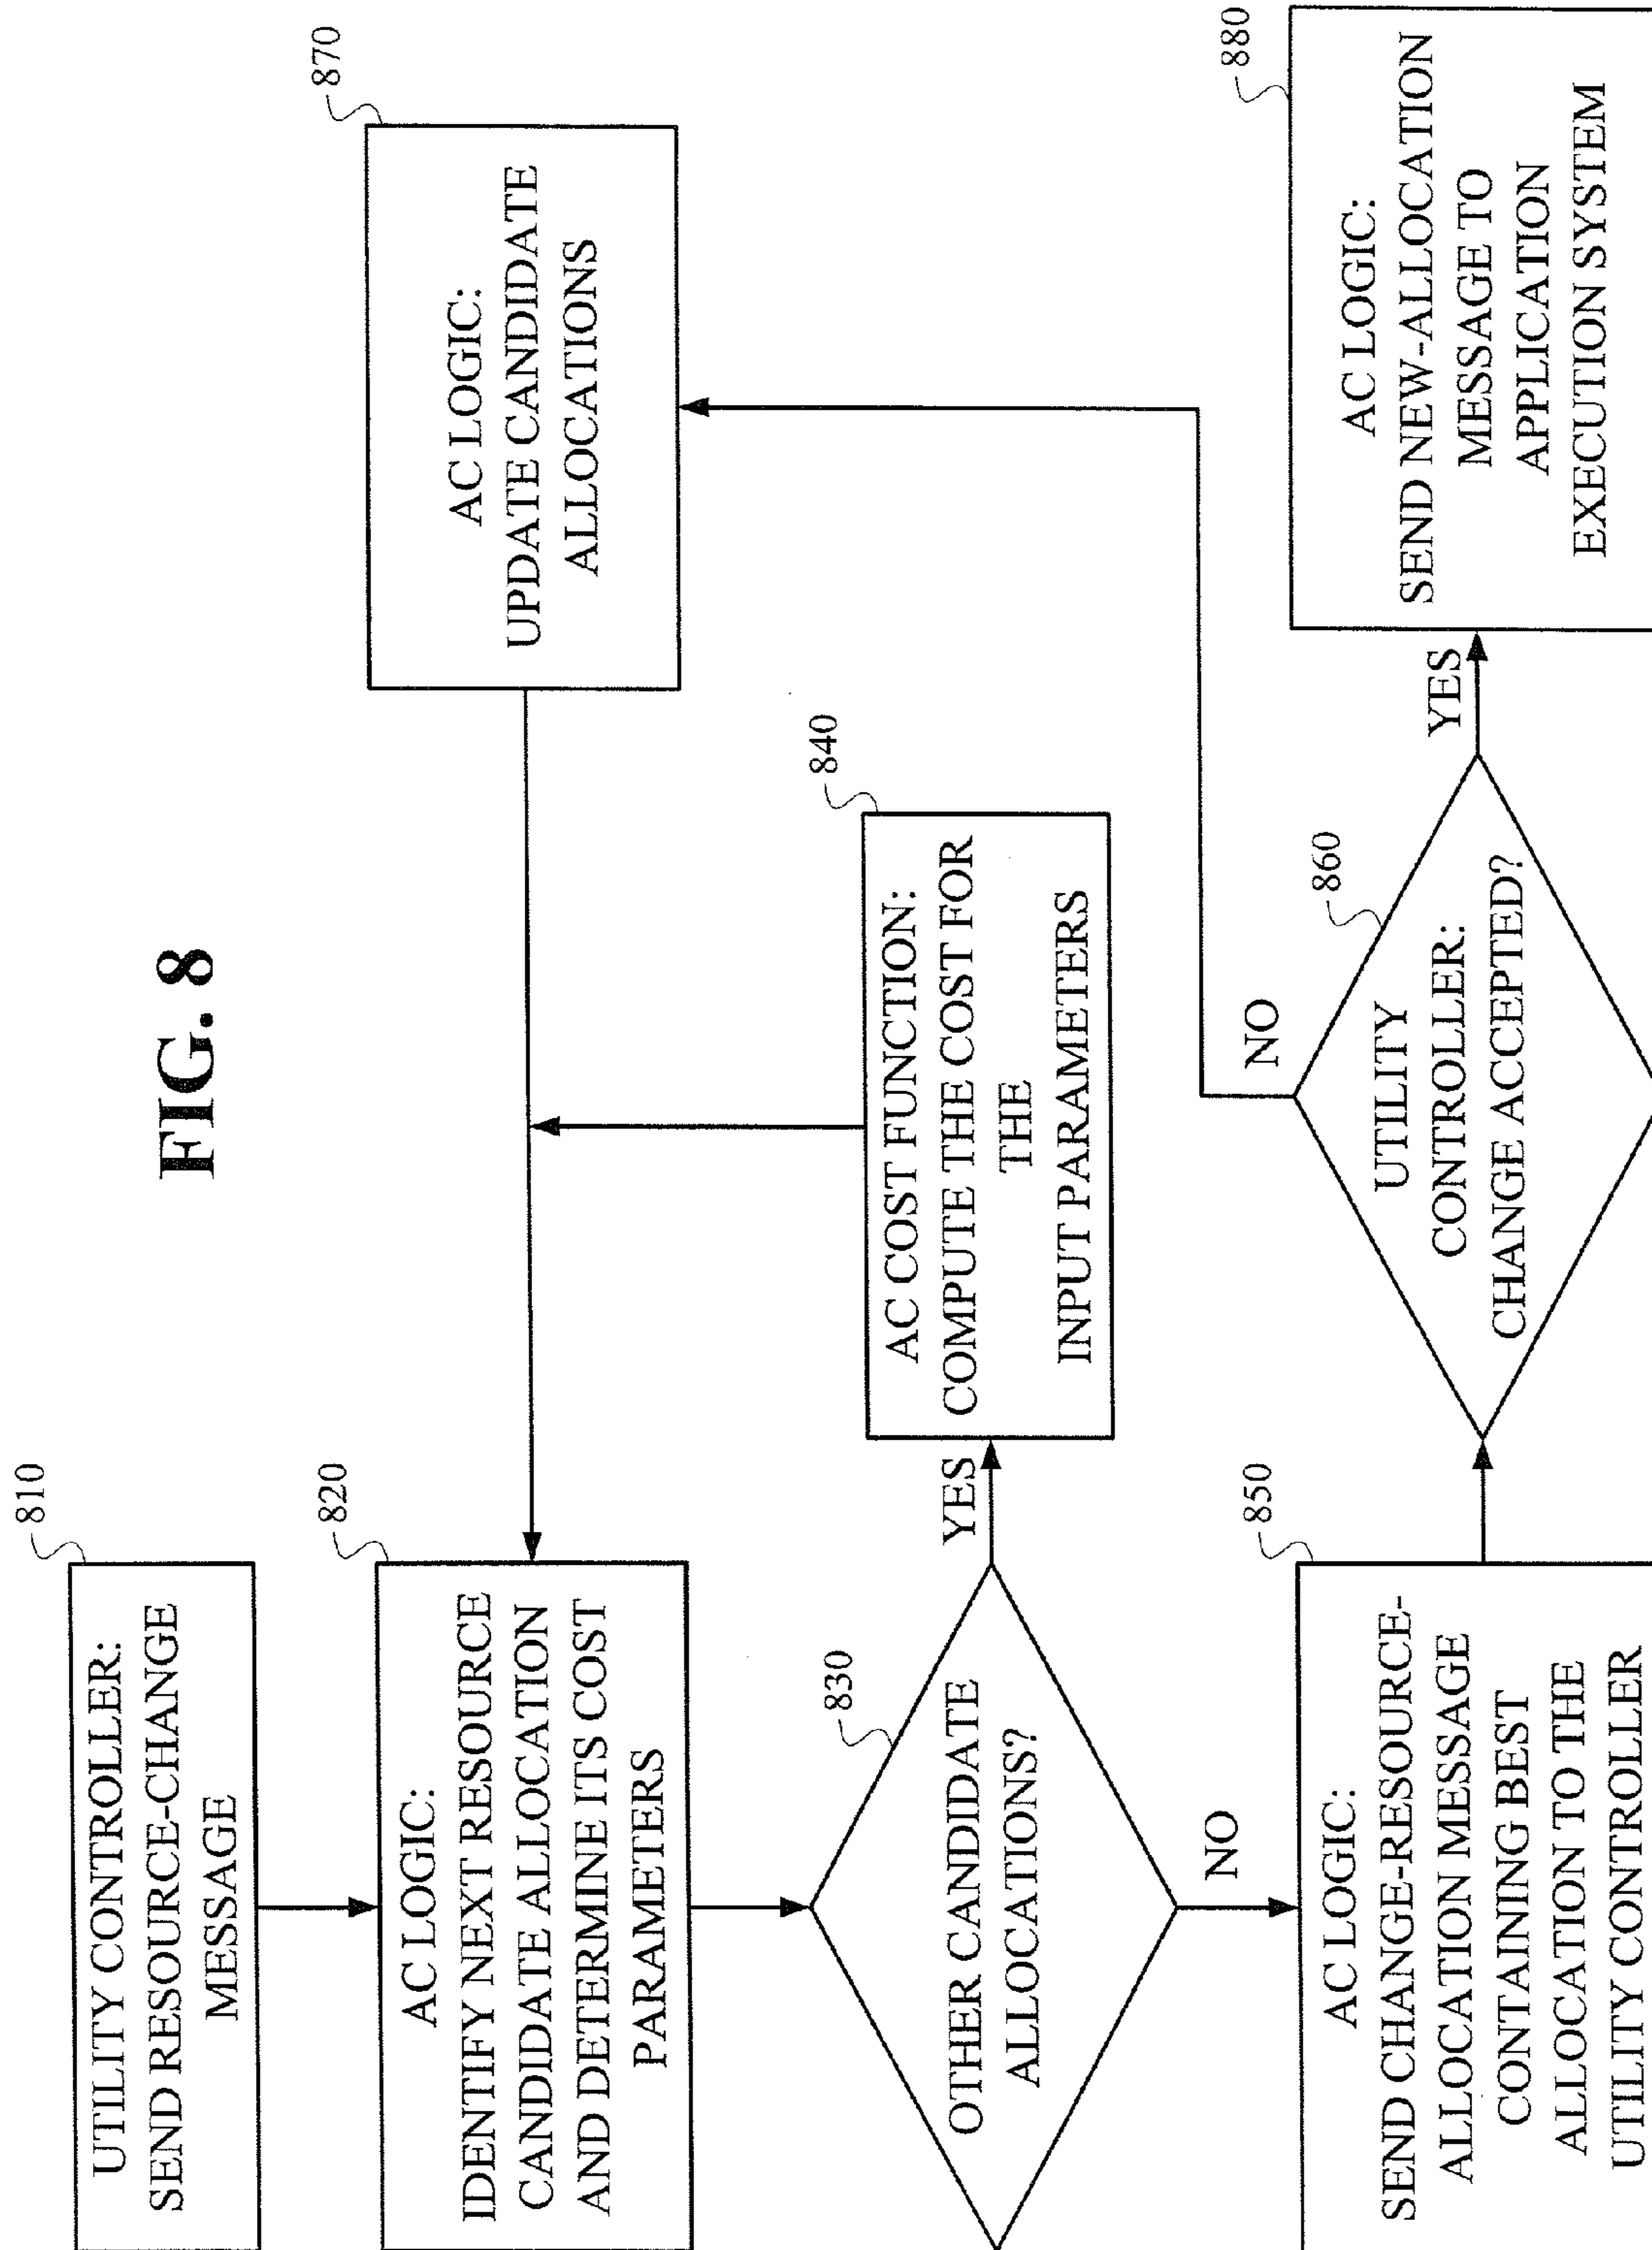 FIG. 8
810
UTILITY CONTROLLER:
SEND RESOURCE-CHANGE
MESSAGE
820
AC LOGIC:
IDENTIFY NEXT RESOURCE
CANDIDATE ALLOCATION
AND DETERMINE ITS COST
PARAMETERS
870
AC LOGIC:
UPDATE CANDIDATE
ALLOCATIONS
830
OTHER CANDIDATE
ALLOCATIONS?
YES
840
AC COST FUNCTION:
COMPUTE THE COST FOR
THE
INPUT PARAMETERS
NO
850
AC LOGIC:
SEND CHANGE-RESOURCE-
ALLOCATION MESSAGE
CONTAINING BEST
ALLOCATION TO THE
UTILITY CONTROLLER
860
UTILITY
CONTROLLER:
CHANGE ACCEPTED?
NO
YES
880
AC LOGIC:
SEND NEW-ALLOCATION
MESSAGE TO
APPLICATION
EXECUTION SYSTEM